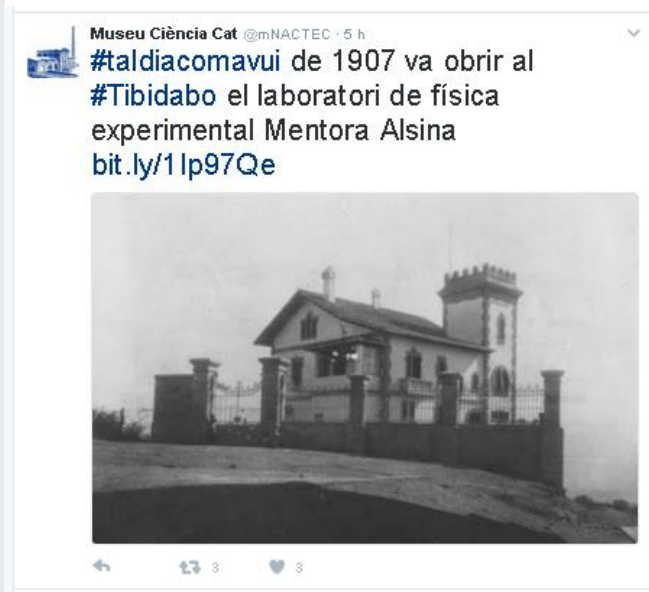 Museu Ciència Cat @mNACTEC · 5 h
#taldiacomavui de 1907 va obrir al
#Tibidabo el laboratori de física
experimental Mentora Alsina
bit.ly/1Ip97Qe
3 3